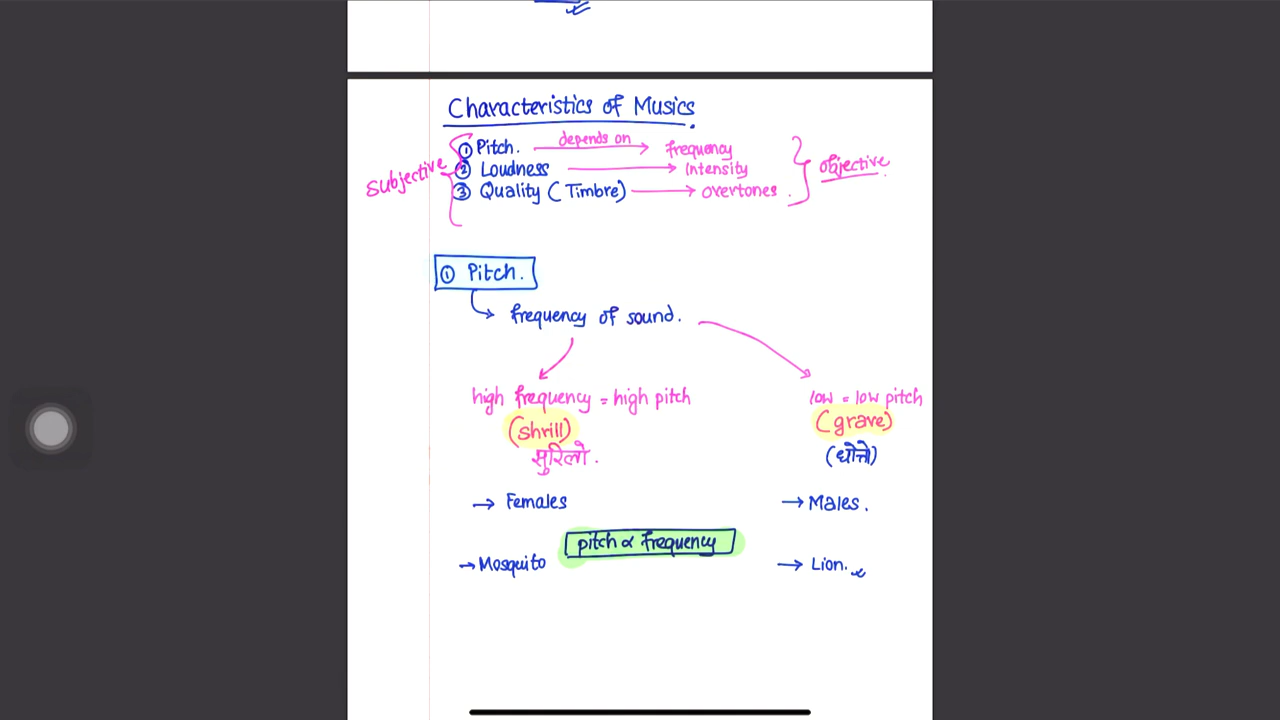 Characteristics of Musics
① Pitch. depends on → frequency
② Loudness → Intensity
③ Quality (Timbre) → overtones.
Subjective
objective
① Pitch.
↳ frequency of sound.
high frequency = high pitch
low = low pitch
(shrill)
(grave)
सुरिलो.
(धोत्रो)
→ Females
→ Males.
pitch ∝ frequency
→ Mosquito
→ Lion.